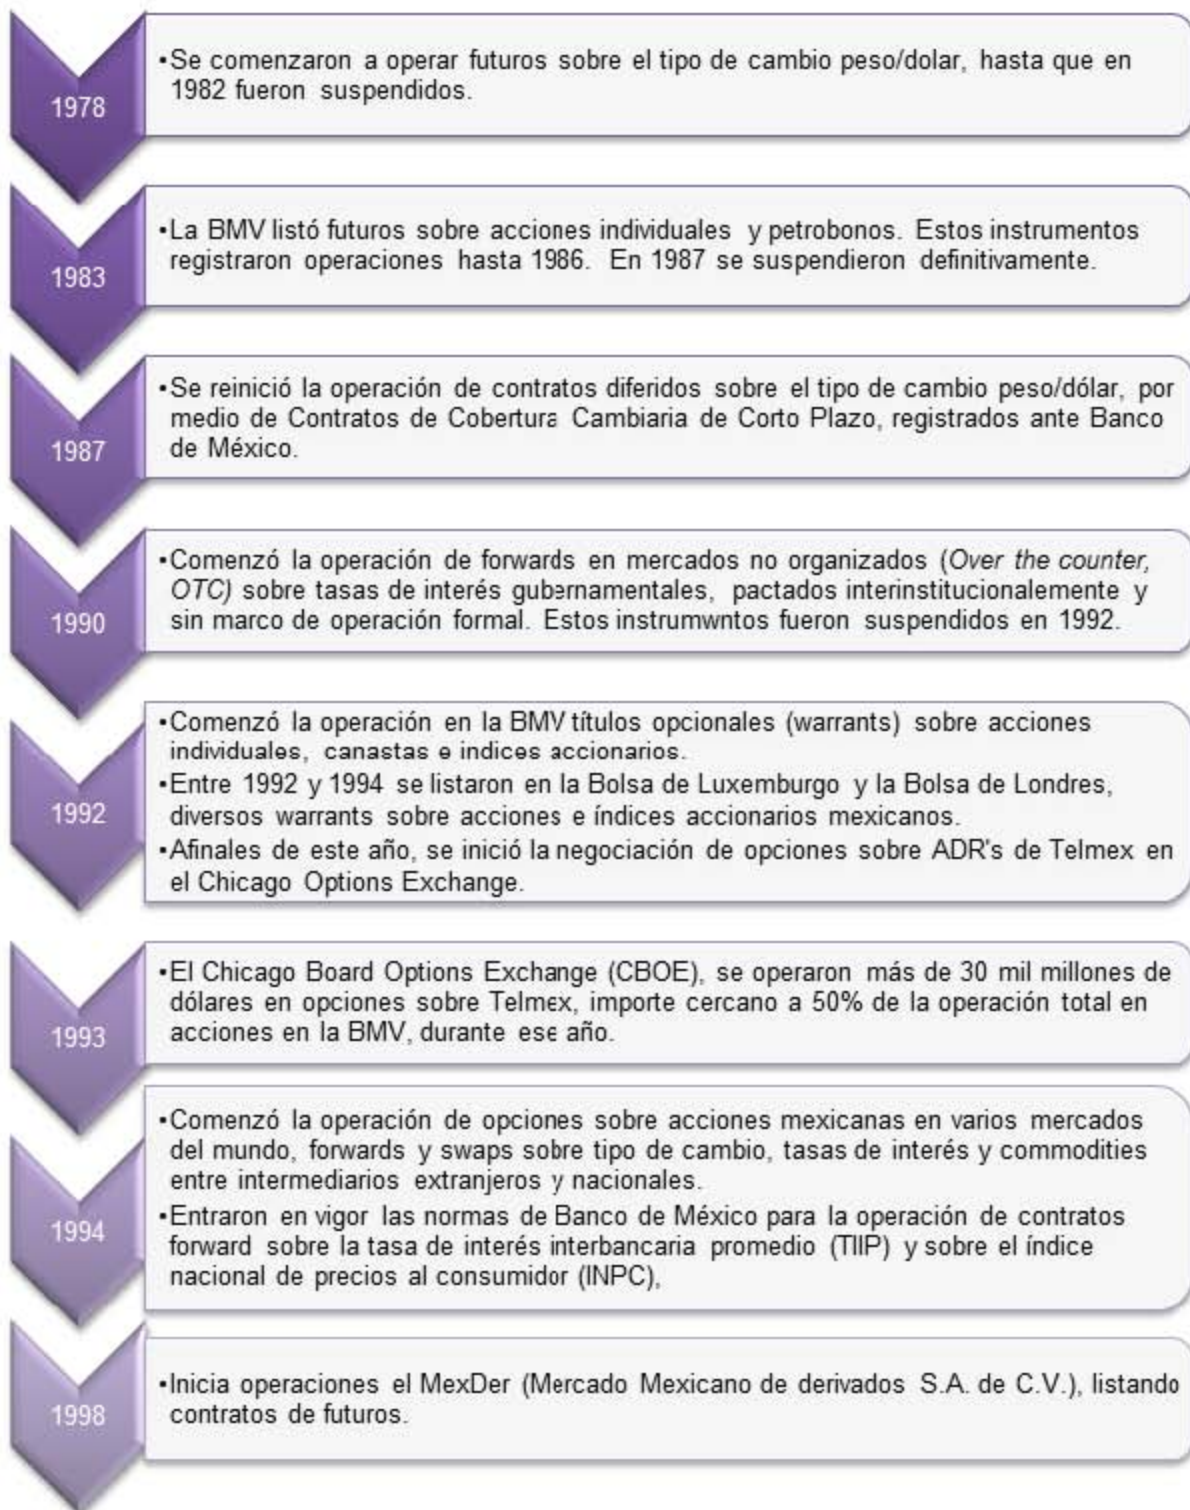 1978
•Se comenzaron a operar futuros sobre el tipo de cambio peso/dolar, hasta que en
1982 fueron suspendidos.
1983
•La BMV listó futuros sobre acciones individuales y petrobonos. Estos instrumentos
registraron operaciones hasta 1986. En 1987 se suspendieron definitivamente.
1987
•Se reinició la operación de contratos diferidos sobre el tipo de cambio peso/dólar, por
medio de Contratos de Cobertura Cambiaria de Corto Plazo, registrados ante Banco
de México.
1990
•Comenzó la operación de forwards en mercados no organizados (Over the counter,
OTC) sobre tasas de interés gubernamentales, pactados interinstitucionalemente y
sin marco de operación formal. Estos instrumwntos fueron suspendidos en 1992.
1992
•Comenzó la operación en la BMV títulos opcionales (warrants) sobre acciones
individuales, canastas e indices accionarios.
•Entre 1992 y 1994 se listaron en la Bolsa de Luxemburgo y la Bolsa de Londres,
diversos warrants sobre acciones e índices accionarios mexicanos.
•Afinales de este año, se inició la negociación de opciones sobre ADR's de Telmex en
el Chicago Options Exchange.
1993
•El Chicago Board Options Exchange (CBOE), se operaron más de 30 mil millones de
dólares en opciones sobre Telmex, importe cercano a 50% de la operación total en
acciones en la BMV, durante ese año.
1994
•Comenzó la operación de opciones sobre acciones mexicanas en varios mercados
del mundo, forwards y swaps sobre tipo de cambio, tasas de interés y commodities
entre intermediarios extranjeros y nacionales.
•Entraron en vigor las normas de Banco de México para la operación de contratos
forward sobre la tasa de interés interbancaria promedio (TIIP) y sobre el índice
nacional de precios al consumidor (INPC),
1998
•Inicia operaciones el MexDer (Mercado Mexicano de derivados S.A. de C.V.), listando
contratos de futuros.